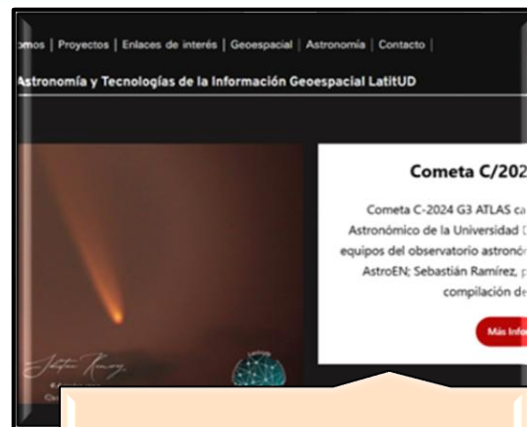 omos | Proyectos | Enlaces de interés | Geoespacial | Astronomía | Contacto |
Astronomía y Tecnologías de la Información Geoespacial LatitUD
Cometa C/202
Cometa C-2024 G3 ATLAS ca
Astronómico de la Universidad
equipos del observatorio astronó
AstroEN; Sebastián Ramírez, p
compilación de
Más Info